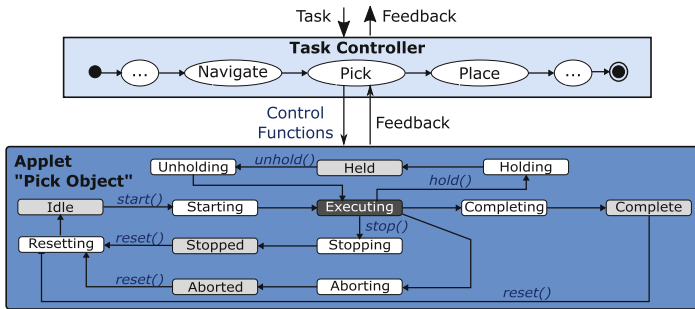 Task
Feedback
Task Controller
...
Navigate
Pick
Place
...
Control
Functions
Feedback
Applet
"Pick Object"
Unholding
unhold()
Held
Holding
hold()
Idle
start()
Starting
Executing
Completing
Complete
stop()
Resetting
reset()
Stopped
Stopping
reset()
Aborted
Aborting
reset()